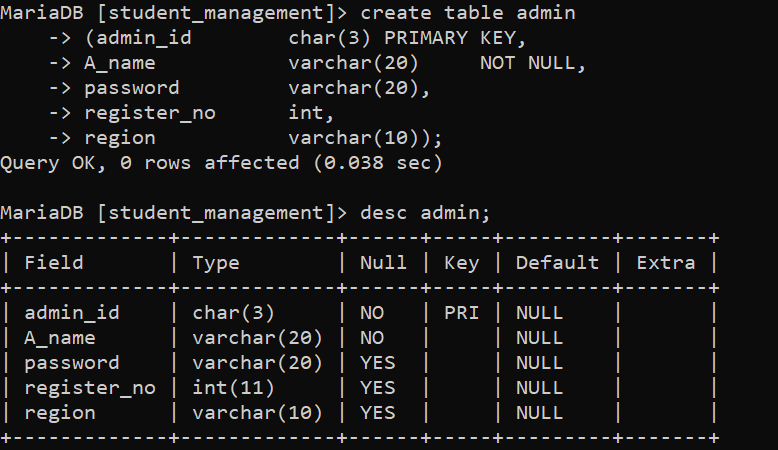 MariaDB [student_management]> create table admin
    -> (admin_id        char(3) PRIMARY KEY,
    -> A_name           varchar(20)     NOT NULL,
    -> password         varchar(20),
    -> register_no      int,
    -> region           varchar(10));
Query OK, 0 rows affected (0.038 sec)

MariaDB [student_management]> desc admin;
+-------------+-------------+------+-----+---------+-------+
| Field       | Type        | Null | Key | Default | Extra |
+-------------+-------------+------+-----+---------+-------+
| admin_id    | char(3)     | NO   | PRI | NULL    |       |
| A_name      | varchar(20) | NO   |     | NULL    |       |
| password    | varchar(20) | YES  |     | NULL    |       |
| register_no | int(11)     | YES  |     | NULL    |       |
| region      | varchar(10) | YES  |     | NULL    |       |
+-------------+-------------+------+-----+---------+-------+